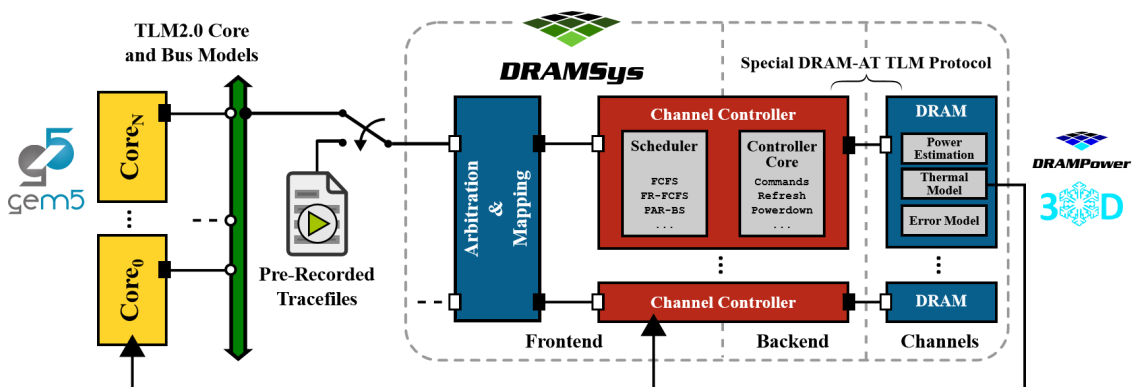 TLM2.0 Core
and Bus Models
gem5
CoreN
...
Core0
Pre-Recorded
Tracefiles
DRAMSys
Special DRAM-AT TLM Protocol
Arbitration
&
Mapping
Channel Controller
Scheduler
FCFS
FR-FCFS
PAR-BS
...
Controller
Core
Commands
Refresh
Powerdown
...
DRAM
Power
Estimation
Thermal
Model
Error Model
...
Channel Controller
...
DRAM
Frontend
Backend
Channels
DRAMPower
3D